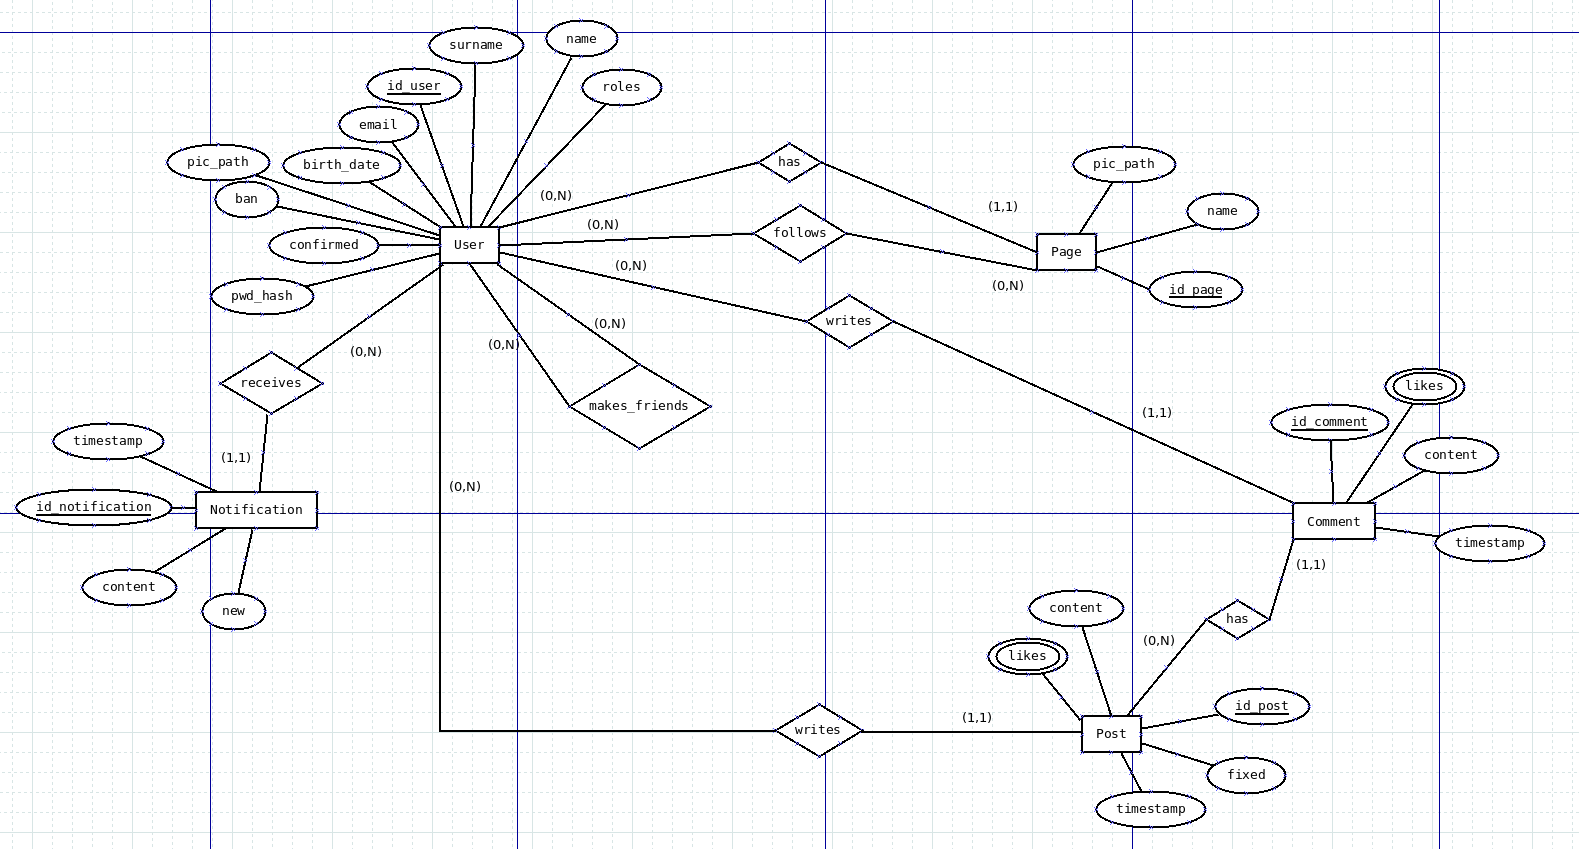 surname
name
id_user
roles
email
pic_path
birth_date
has
pic_path
ban
(0,N)
(1,1)
name
(0,N)
follows
confirmed
User
Page
(0,N)
(0,N)
id_page
pwd_hash
writes
(0,N)
(0,N)
(0,N)
receives
makes_friends
likes
(1,1)
id_comment
timestamp
(1,1)
content
(0,N)
id_notification
Notification
Comment
timestamp
(1,1)
content
new
content
has
(0,N)
likes
id_post
(1,1)
writes
Post
fixed
timestamp